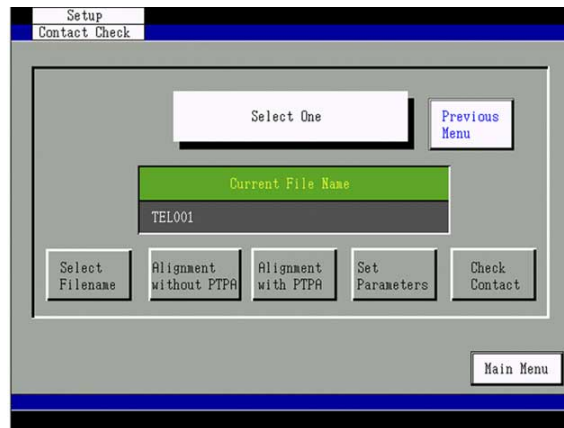 Setup
Contact Check
Select One
Previous
Menu
Current File Name
TEL001
Select
Filename
Alignment
without PTPA
Alignment
with PTPA
Set
Parameters
Check
Contact
Main Menu